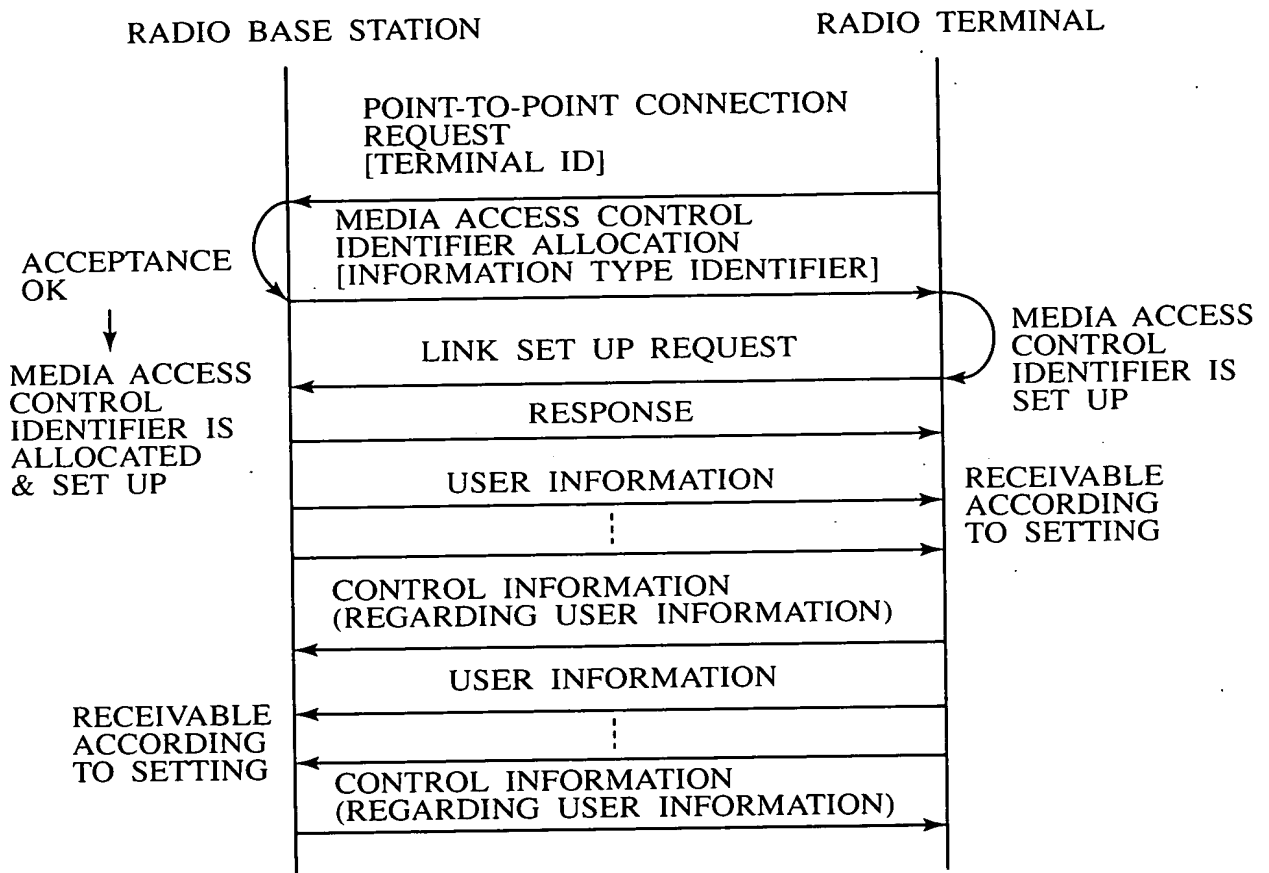 RADIO BASE STATION
RADIO TERMINAL
POINT-TO-POINT CONNECTION
REQUEST
[TERMINAL ID]
MEDIA ACCESS CONTROL
IDENTIFIER ALLOCATION
[INFORMATION TYPE IDENTIFIER]
ACCEPTANCE
OK
MEDIA ACCESS
CONTROL
IDENTIFIER IS
ALLOCATED
& SET UP
MEDIA ACCESS
CONTROL
IDENTIFIER IS
SET UP
LINK SET UP REQUEST
RESPONSE
USER INFORMATION
RECEIVABLE
ACCORDING
TO SETTING
CONTROL INFORMATION
(REGARDING USER INFORMATION)
USER INFORMATION
RECEIVABLE
ACCORDING
TO SETTING
CONTROL INFORMATION
(REGARDING USER INFORMATION)